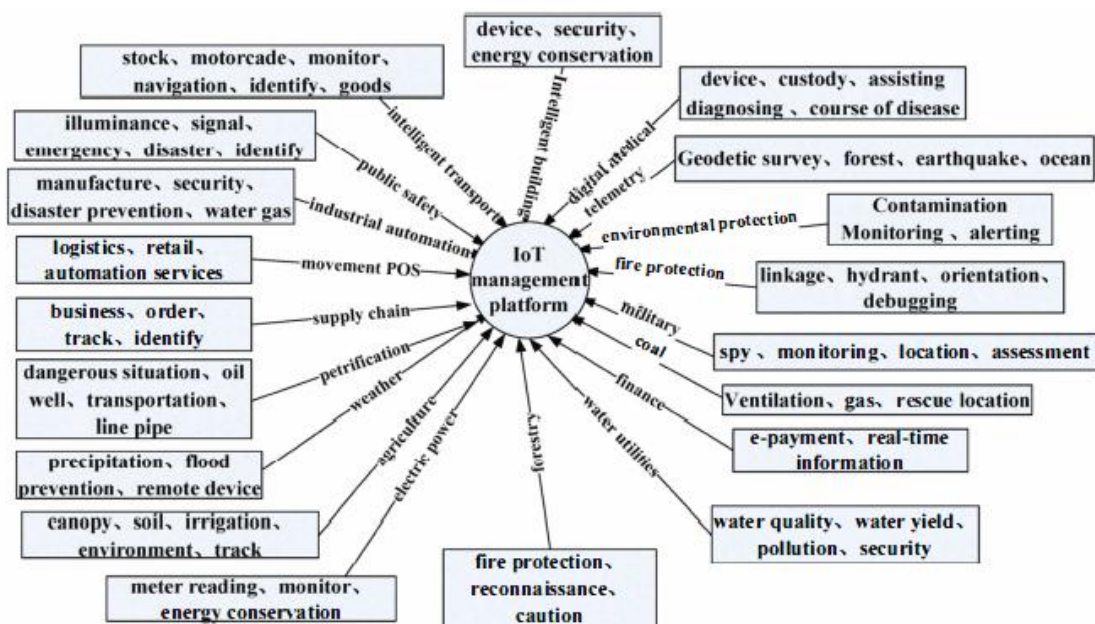 device、security、
energy conservation
Intelligent building
stock、motorcade、monitor、
navigation、identify、goods
intelligent transport
device、custody、assisting
diagnosing 、course of disease
digital medical
illuminance、signal、
emergency、disaster、identify
public safety
Geodetic survey、forest、earthquake、ocean
telemetry
manufacture、security、
disaster prevention、water gas
industrial automation
Contamination
Monitoring 、alerting
environmental protection
logistics、retail、
automation services
movement POS
IoT
management
platform
linkage、hydrant、orientation、
debugging
fire protection
business、order、
track、identify
supply chain
spy 、monitoring、location、assessment
military
dangerous situation、oil
well、transportation、
line pipe
petrification
Ventilation、gas、rescue location
coal
precipitation、flood
prevention、remote device
weather
e-payment、real-time
information
finance
canopy、soil、irrigation、
environment、track
agriculture
water quality、water yield、
pollution、security
water utilities
meter reading、monitor、
energy conservation
electric power
fire protection、
reconnaissance、
caution
forestry